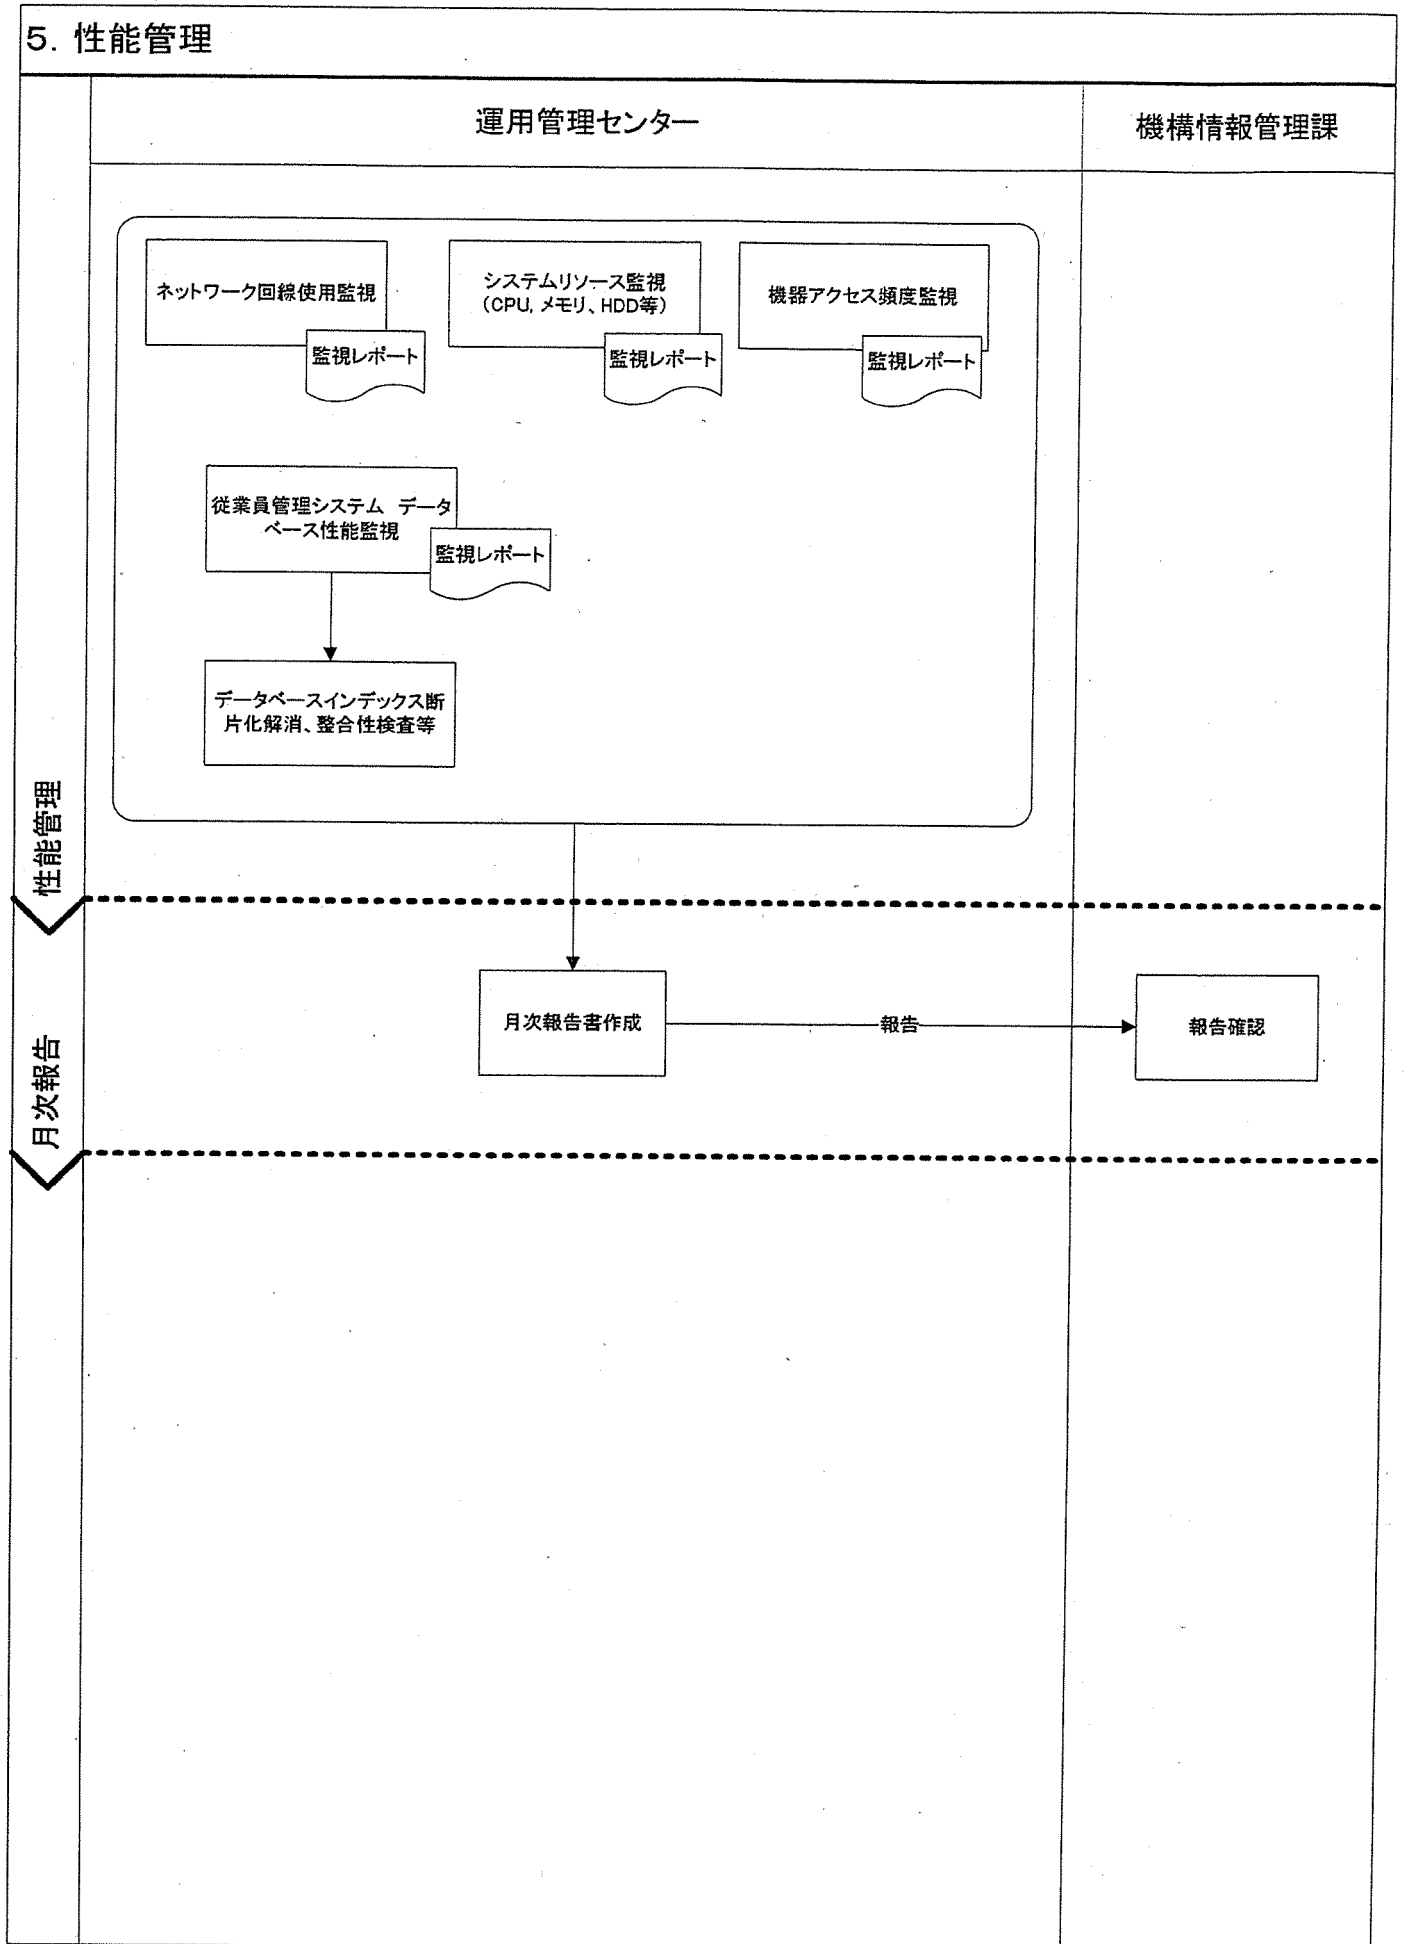 5. 性能管理
運用管理センター
機構情報管理課
ネットワーク回線使用監視
監視レポート
システムリソース監視
(CPU, メモリ、HDD等)
監視レポート
機器アクセス頻度監視
監視レポート
従業員管理システム データ
ベース性能監視
監視レポート
データベースインデックス断
片化解消、整合性検査等
性能管理
月次報告書作成
報告
報告確認
月次報告